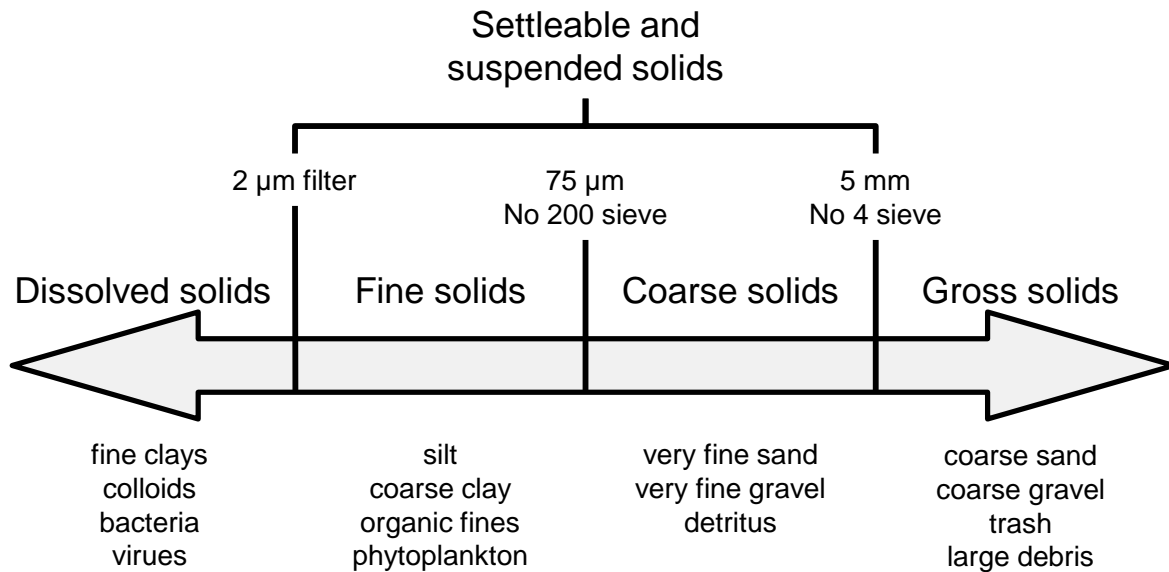 Settleable and
suspended solids
2 µm filter
75 µm
No 200 sieve
5 mm
No 4 sieve
Dissolved solids
Fine solids
Coarse solids
Gross solids
fine clays
colloids
bacteria
virues
silt
coarse clay
organic fines
phytoplankton
very fine sand
very fine gravel
detritus
coarse sand
coarse gravel
trash
large debris